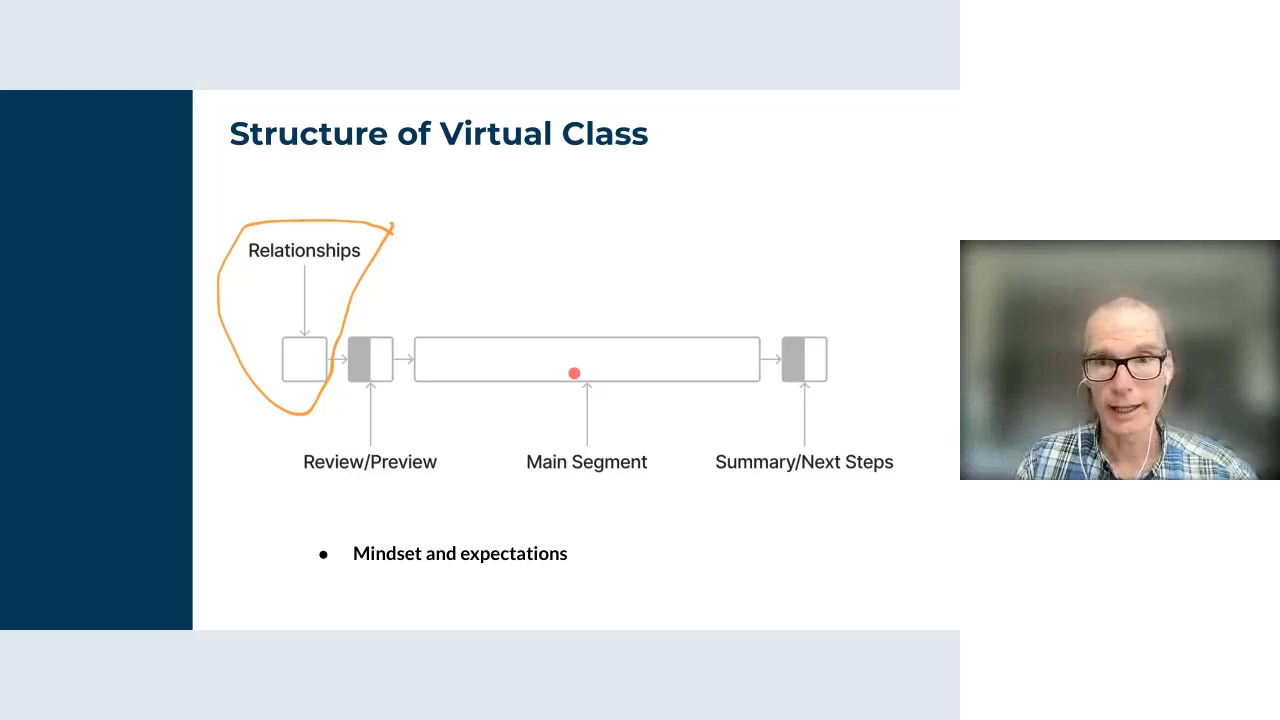 Structure of Virtual Class
Relationships
Review/Preview
Main Segment
Summary/Next Steps
● Mindset and expectations